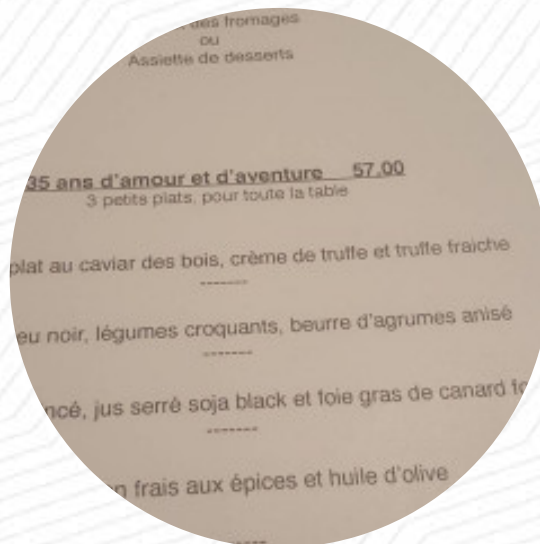 des fromages
ou
Assiette de desserts
35 ans d'amour et d'aventure 57.00
3 petits plats, pour toute la table
plat au caviar des bois, crème de truffe et truffe fraiche
-------
noir, légumes croquants, beurre d'agrumes anisé
-------
jus serré soja black et foie gras de canard
-------
frais aux épices et huile d'olive